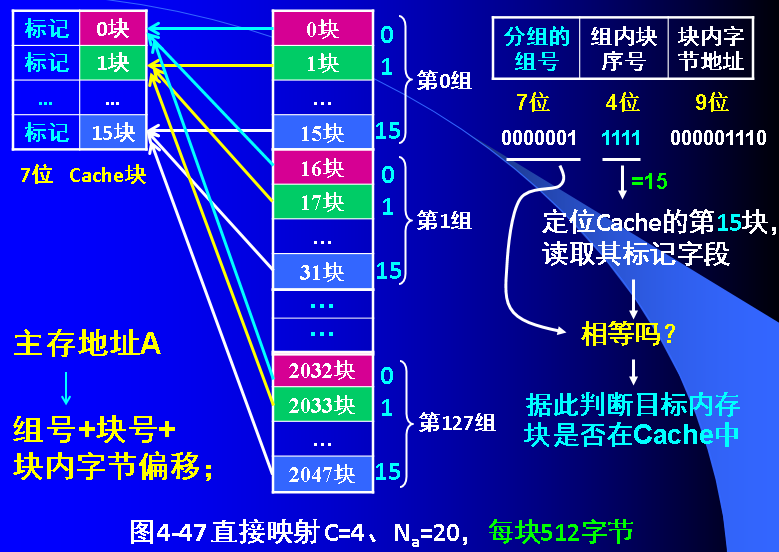 标记 0块
标记 1块
... ...
标记 15块
7位 Cache块
主存地址A
组号+块号+
块内字节偏移；
0块 0
1块 1
...
15块 15
第0组
16块 0
17块 1
...
31块 15
第1组
...
...
2032块 0
2033块 1
...
2047块 15
第127组
分组的组号 组内块序号 块内字节地址
7位 4位 9位
0000001 1111 000001110
=15
定位Cache的第15块，
读取其标记字段
相等吗？
据此判断目标内存
块是否在Cache中
图4-47 直接映射 C=4、Na=20， 每块512字节